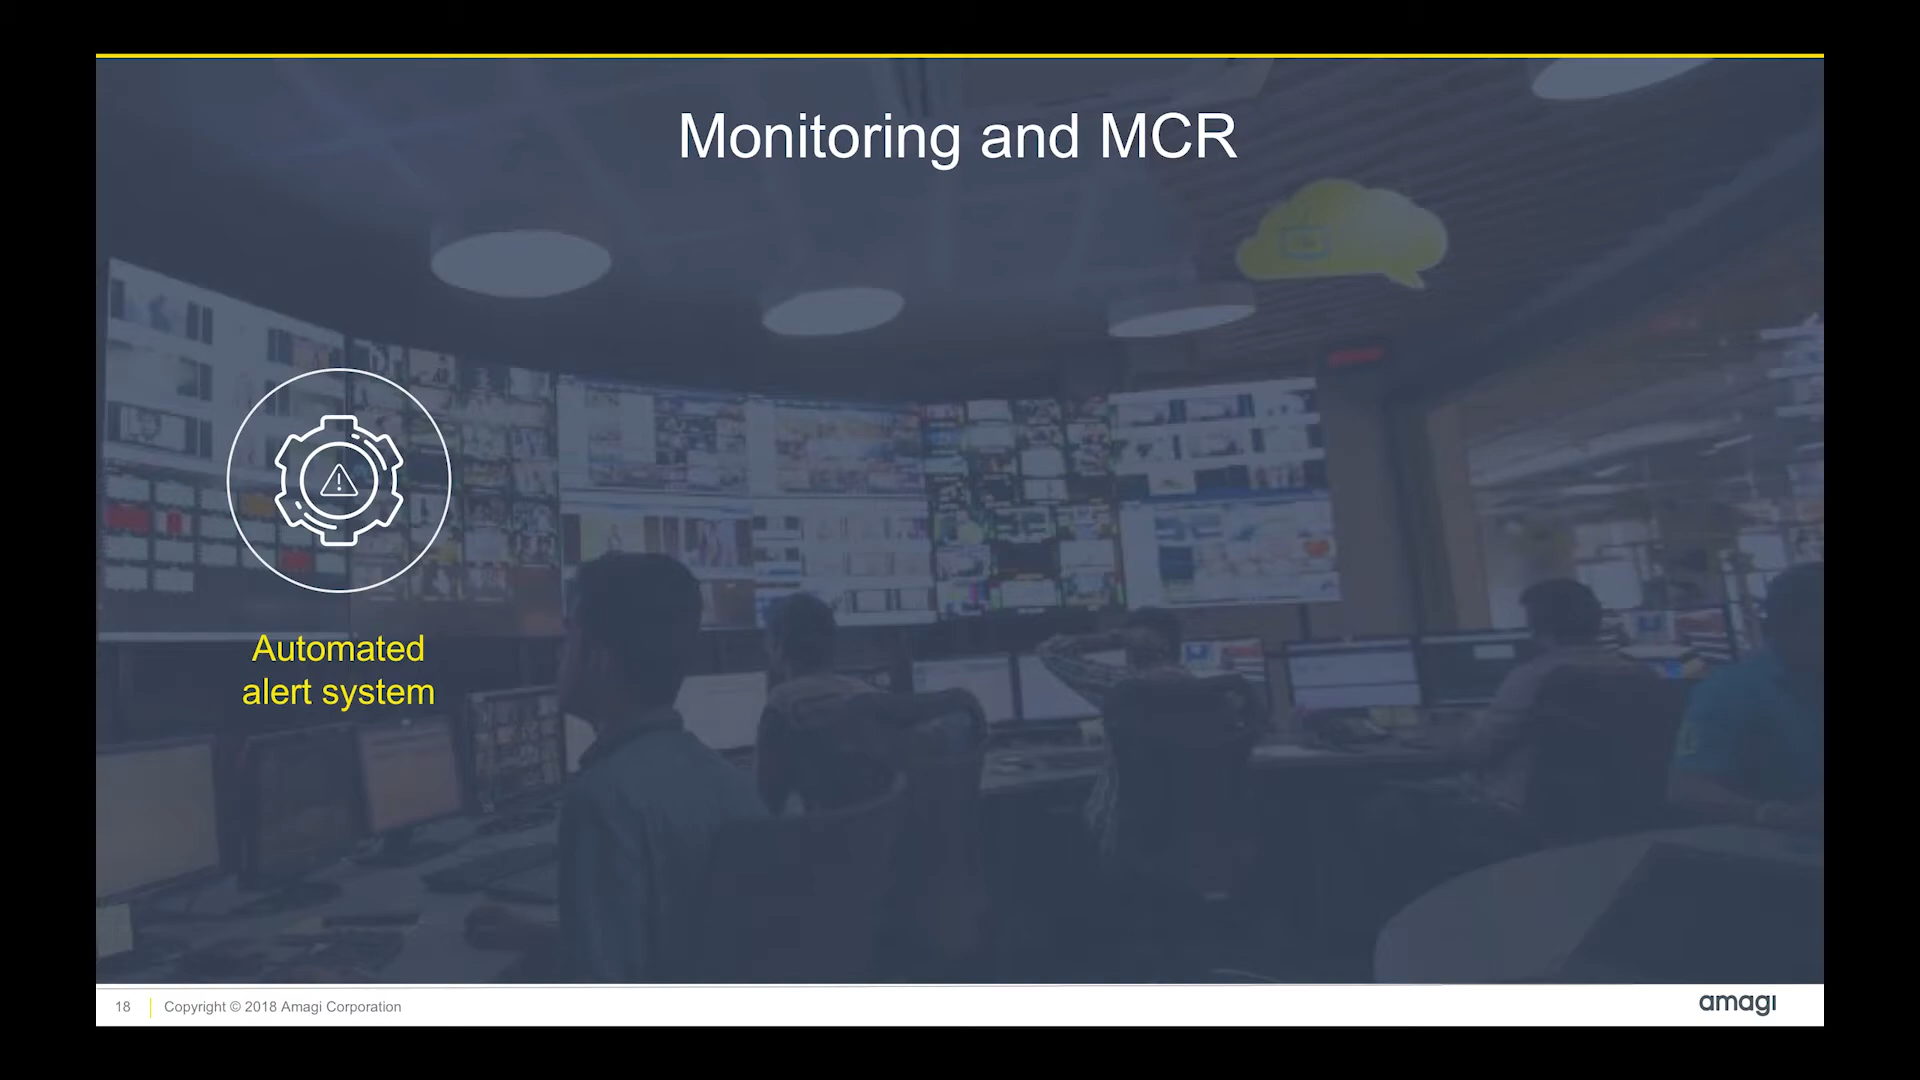 Monitoring and MCR
Automated
alert system
18
Copyright © 2018 Amagi Corporation
amagi